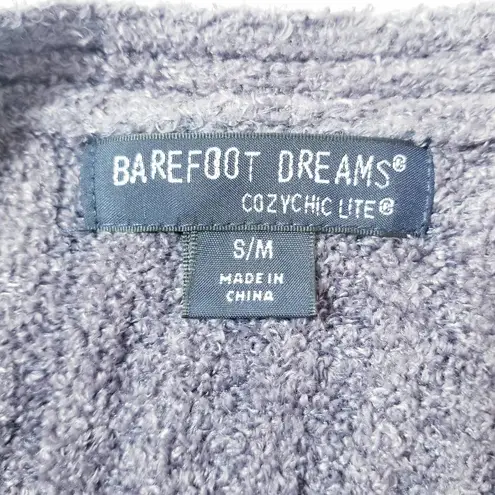 BAREFOOT DREAMS®
COZYCHIC LITE®
S/M
MADE IN
CHINA